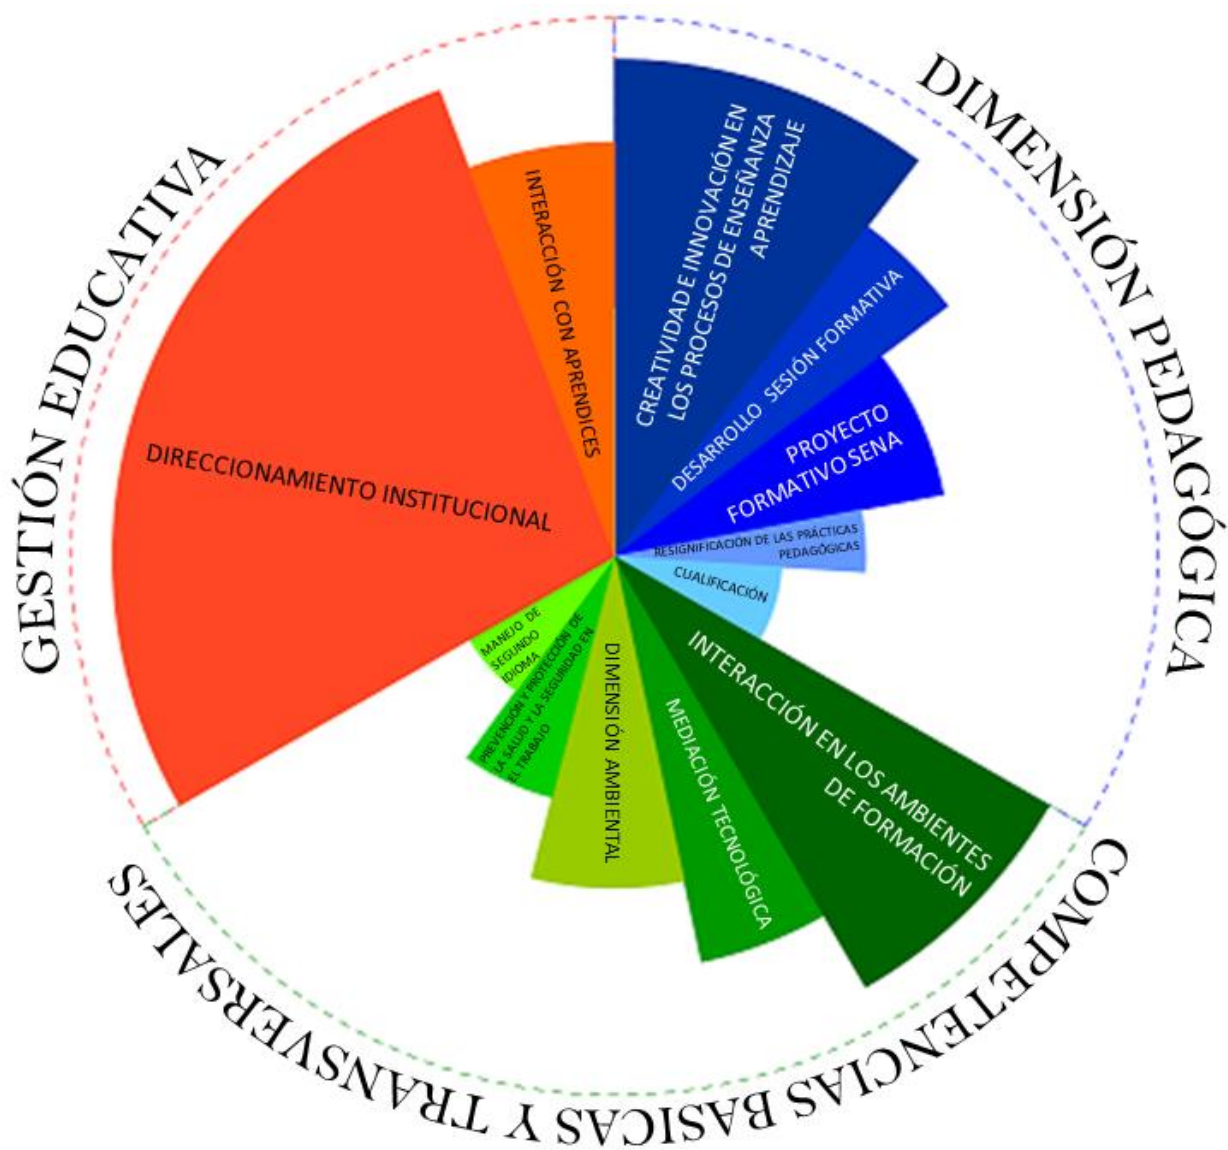 DIMENSIÓN PEDAGÓGICA
CREATIVIDAD E INNOVACIÓN EN
LOS PROCESOS DE ENSEÑANZA
APRENDIZAJE
DESARROLLO SESIÓN FORMATIVA
PROYECTO
FORMATIVO SENA
RESIGNIFICACIÓN DE LAS PRÁCTICAS
PEDAGÓGICAS
CUALIFICACIÓN
COMPETENCIAS BASICAS Y TRANSVERSALES
INTERACCIÓN EN LOS AMBIENTES
DE FORMACIÓN
MEDIACIÓN TECNOLÓGICA
DIMENSIÓN AMBIENTAL
PREVENCIÓN Y PROTECCIÓN DE
LA SALUD Y LA SEGURIDAD EN
EL TRABAJO
MANEJO DE
SEGUNDO
IDIOMA
GESTIÓN EDUCATIVA
DIRECCIONAMIENTO INSTITUCIONAL
INTERACCIÓN CON APRENDICES